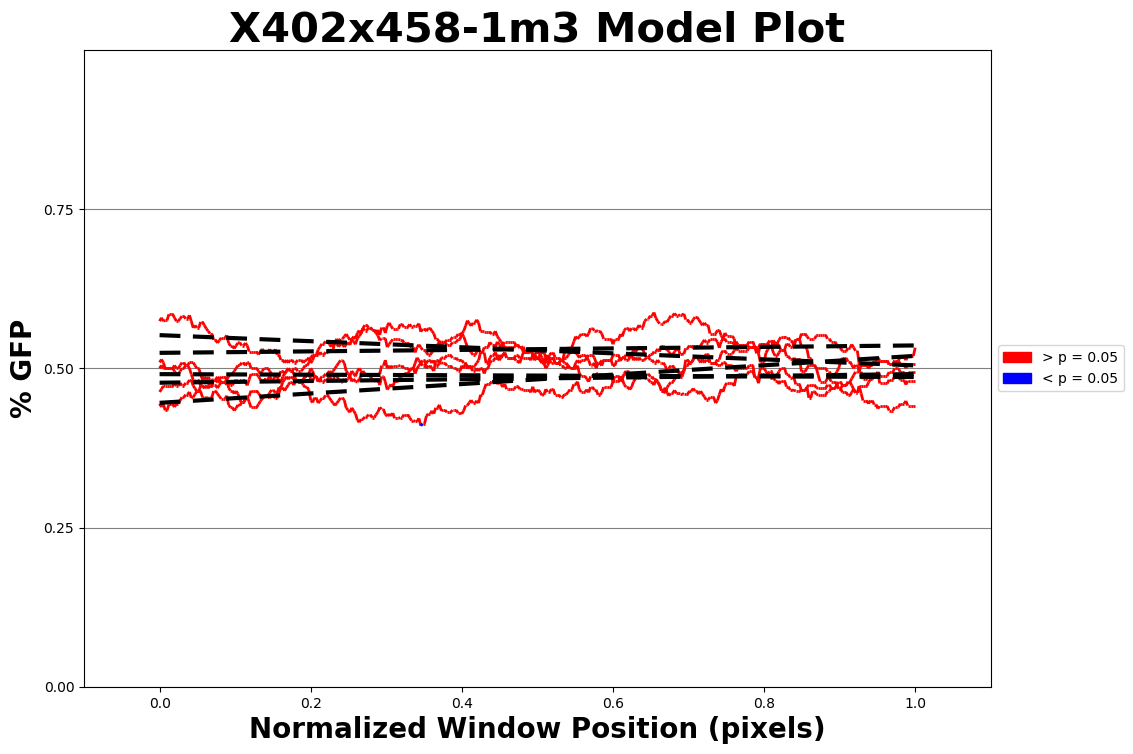 X402x458-1m3 Model Plot
% GFP
0.75
0.50
0.25
0.00
0.0 0.2 0.4 0.6 0.8 1.0
Normalized Window Position (pixels)
> p = 0.05
< p = 0.05